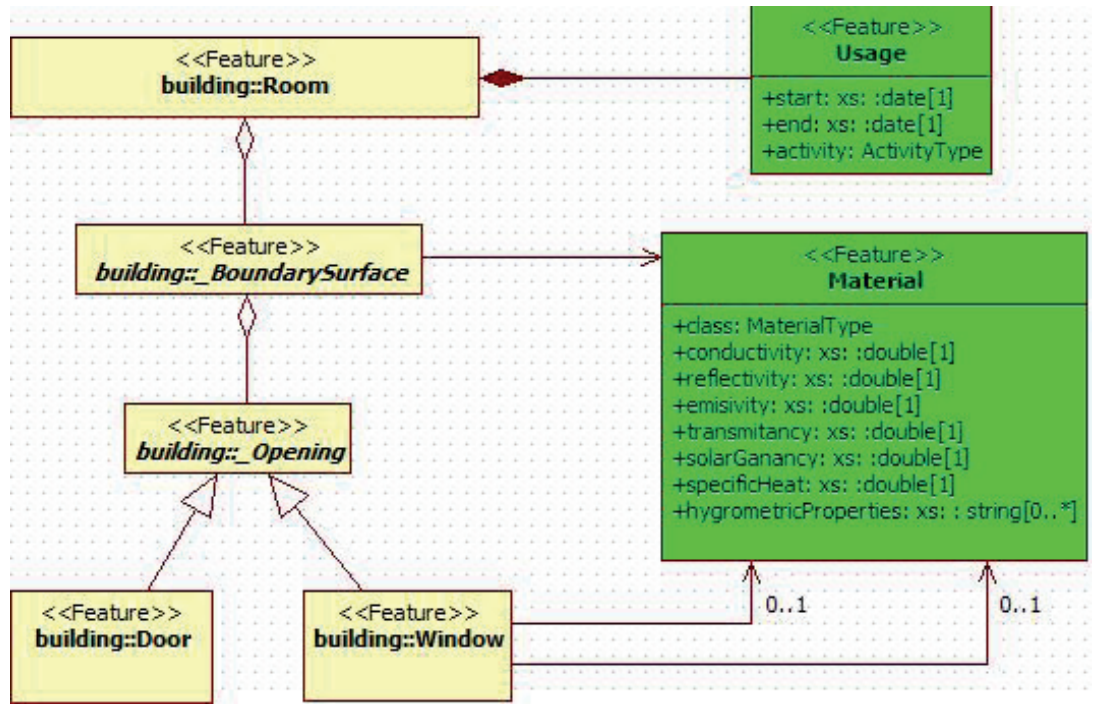 <<Feature>>
building::Room
<<Feature>>
Usage
+start: xs: :date[1]
+end: xs: :date[1]
+activity: ActivityType
<<Feature>>
building::_BoundarySurface
<<Feature>>
Material
+class: MaterialType
+conductivity: xs: :double[1]
+reflectivity: xs: :double[1]
+emisivity: xs: :double[1]
+transmitancy: xs: :double[1]
+solarGanancy: xs: :double[1]
+specificHeat: xs: :double[1]
+hygrometricProperties: xs: : string[0..*]
<<Feature>>
building::_Opening
<<Feature>>
building::Door
<<Feature>>
building::Window
0..1
0..1